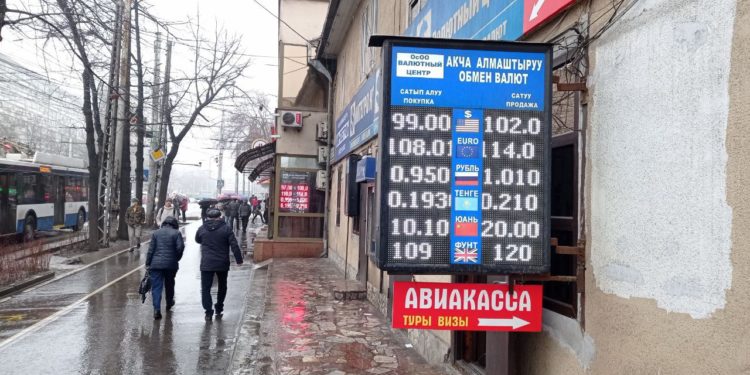 ОсОО
ВАЛЮТНЫЙ
ЦЕНТР
АКЧА АЛМАШТЫРУУ
ОБМЕН ВАЛЮТ
САТЫП АЛУУ
ПОКУПКА
САТУУ
ПРОДАЖА
99.00 $ 102.0
108.01 EURO 114.0
0.950 РУБЛЬ 1.010
0.1930 ТЕНГЕ 0.210
10.10 ЮАНЬ 20.00
109 ФУНТ 120
АВИАКАССА
ТУРЫ ВИЗЫ